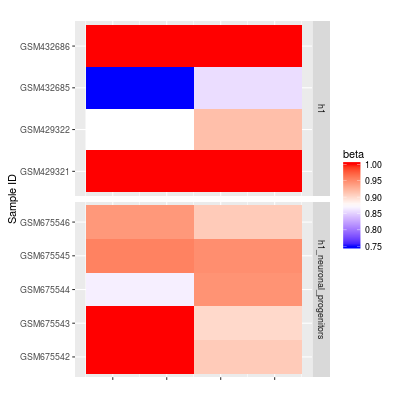 GSM432686
GSM432685
GSM429322
GSM429321
h1
GSM675546
GSM675545
GSM675544
GSM675543
GSM675542
h1_neuronal_progenitors
Sample ID
beta
1.00
0.95
0.90
0.85
0.80
0.75